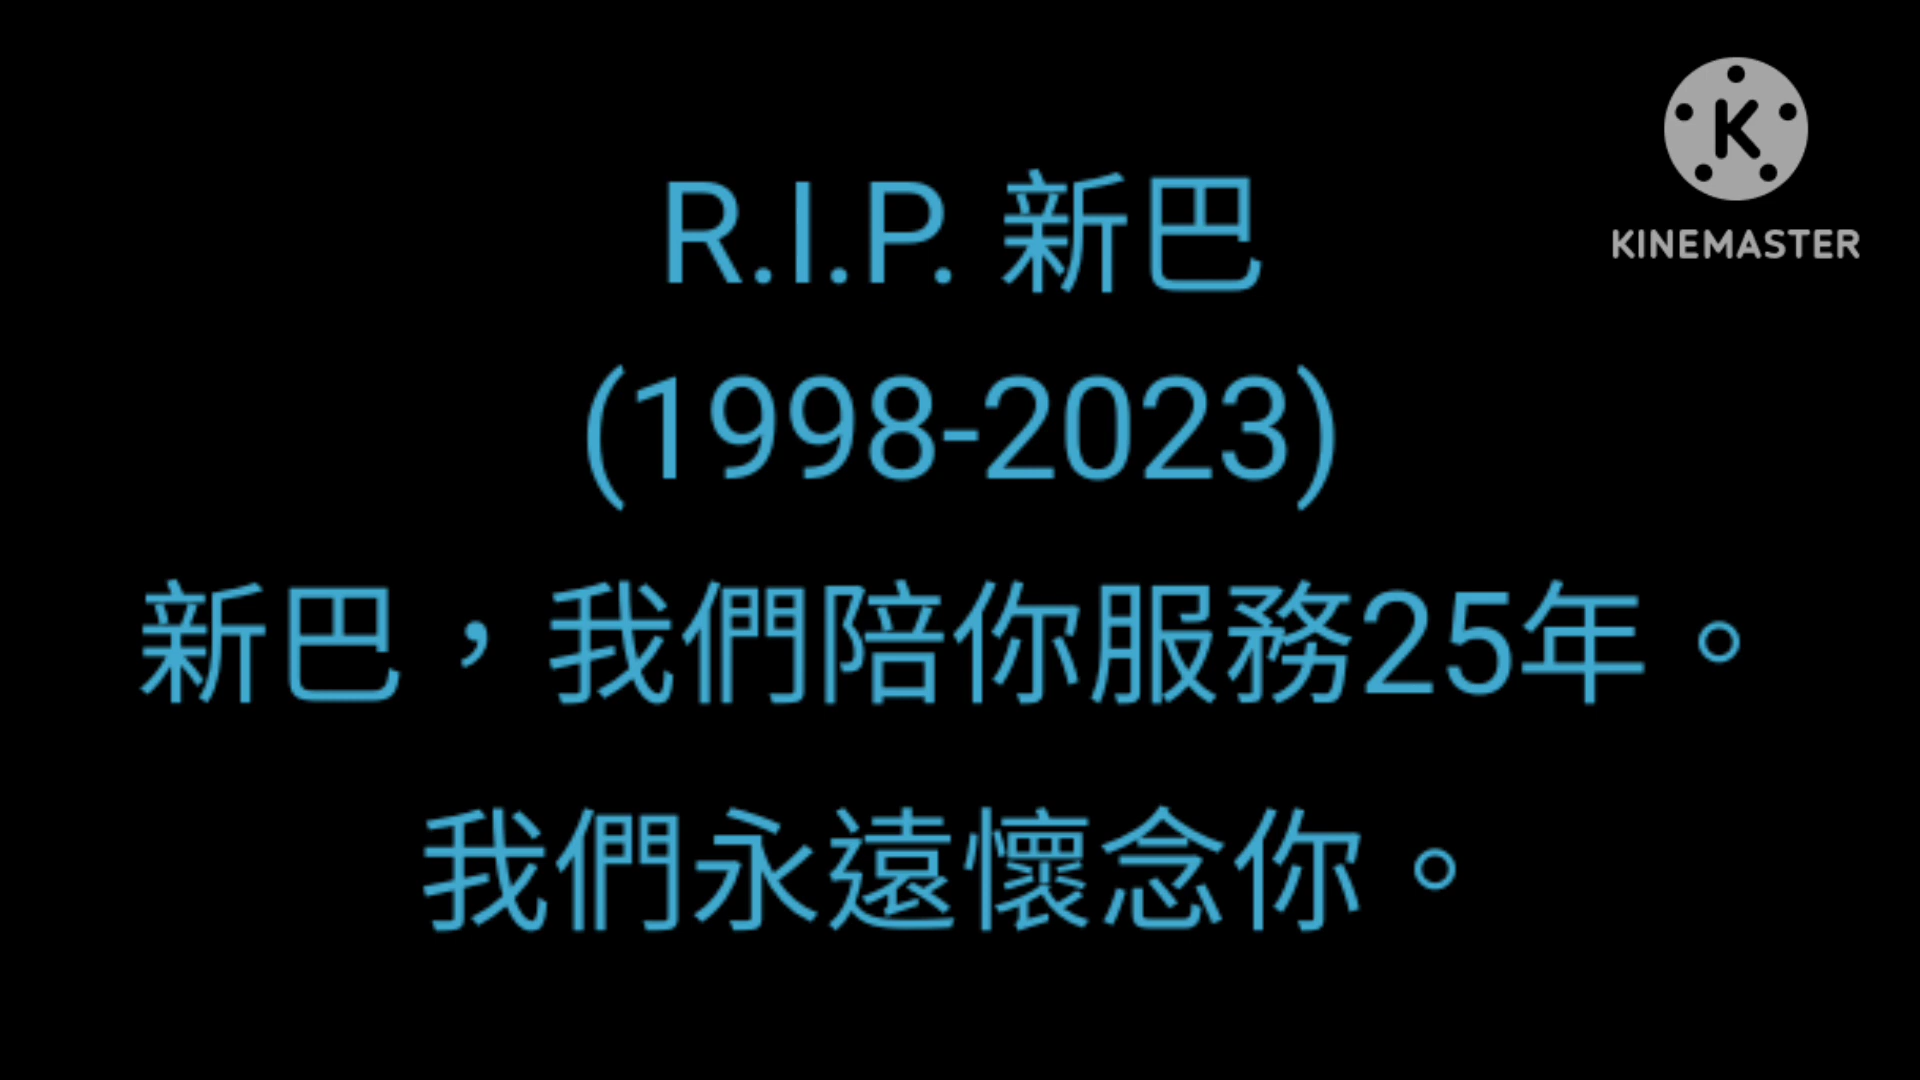 R.I.P. 新巴
(1998-2023)
新巴，我們陪你服務25年。
我們永遠懷念你。
K
KINEMASTER